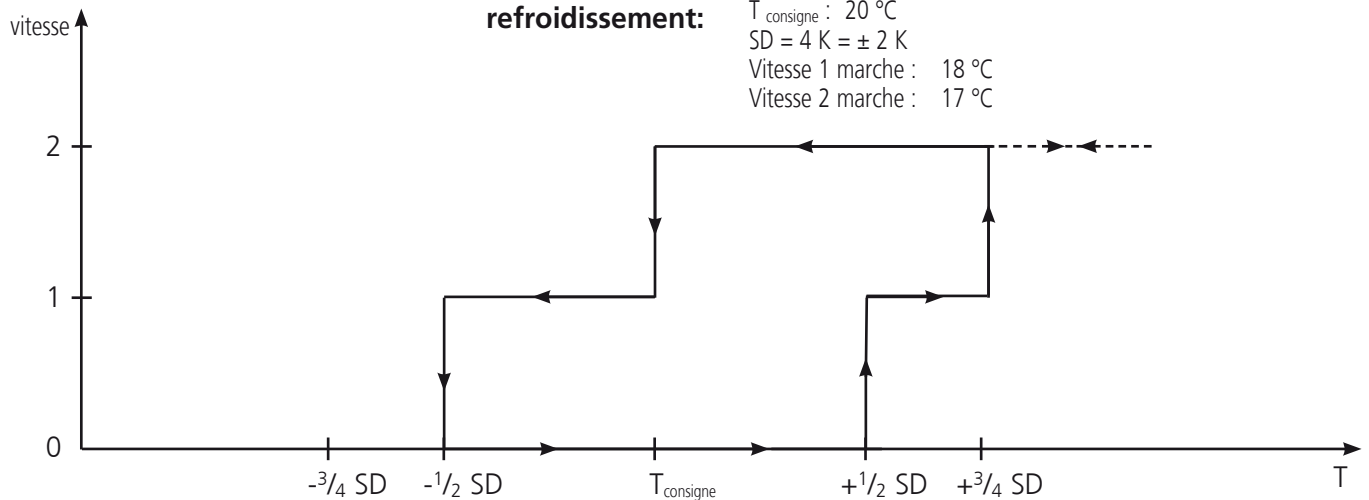 vitesse
refroidissement:
T consigne : 20 °C
SD = 4 K = ± 2 K
Vitesse 1 marche : 18 °C
Vitesse 2 marche : 17 °C
2
1
0
-3/4 SD -1/2 SD Tconsigne +1/2 SD +3/4 SD T